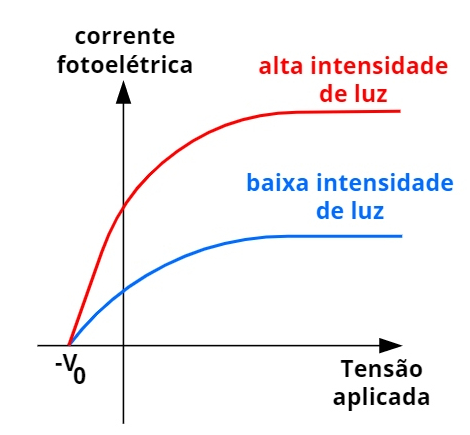 corrente
fotoelétrica
alta intensidade
de luz
baixa intensidade
de luz
-V0
Tensão
aplicada